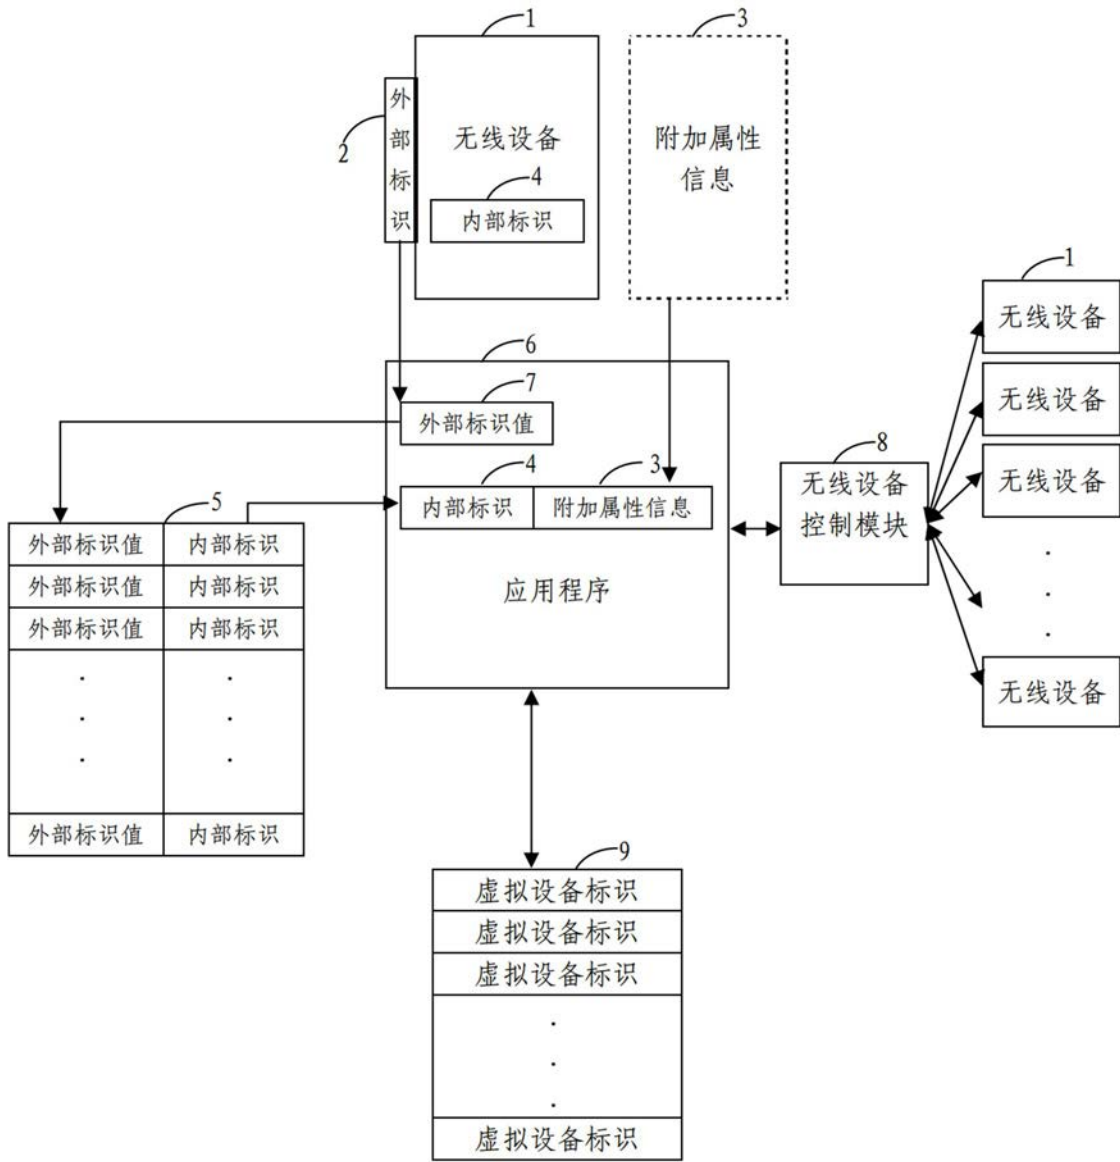 1
3
外部标识
2
无线设备
附加属性
信息
4
内部标识
1
无线设备
6
7
外部标识值
无线设备
8
4
3
无线设备
无线设备
控制模块
内部标识 附加属性信息
5
外部标识值 内部标识
外部标识值 内部标识
应用程序
外部标识值 内部标识
无线设备
外部标识值 内部标识
9
虚拟设备标识
虚拟设备标识
虚拟设备标识
虚拟设备标识